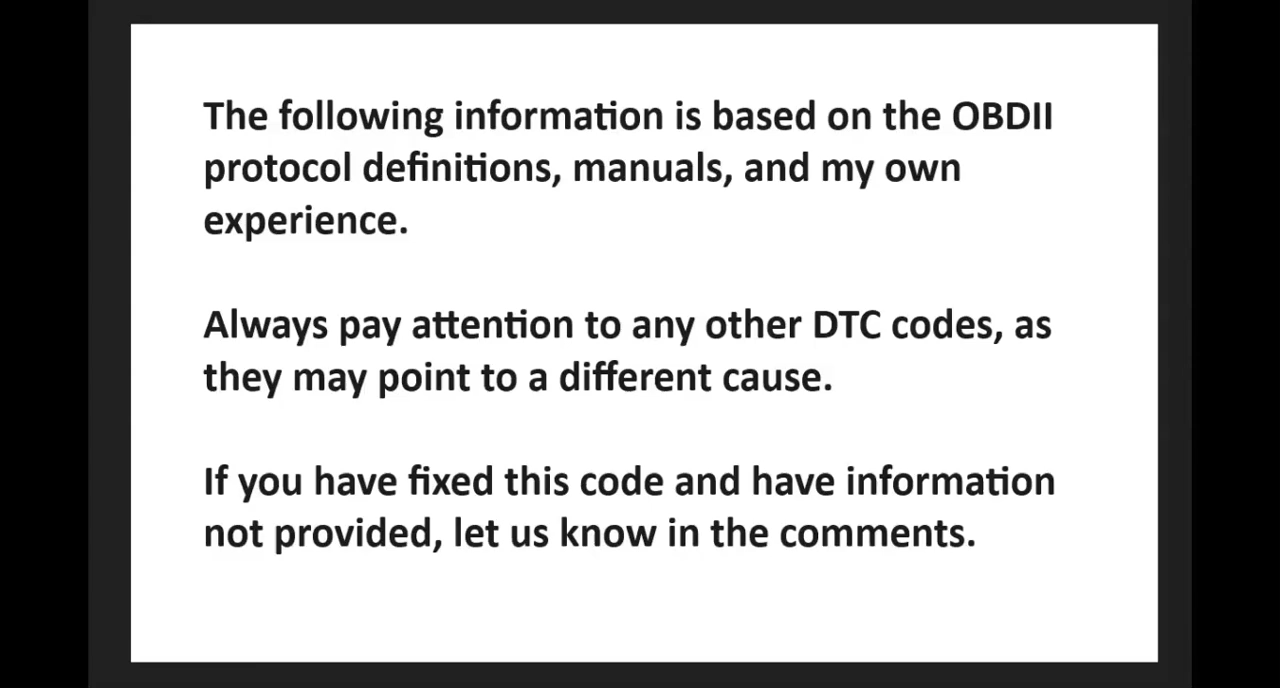 The following information is based on the OBDII
protocol definitions, manuals, and my own
experience.
Always pay attention to any other DTC codes, as
they may point to a different cause.
If you have fixed this code and have information
not provided, let us know in the comments.